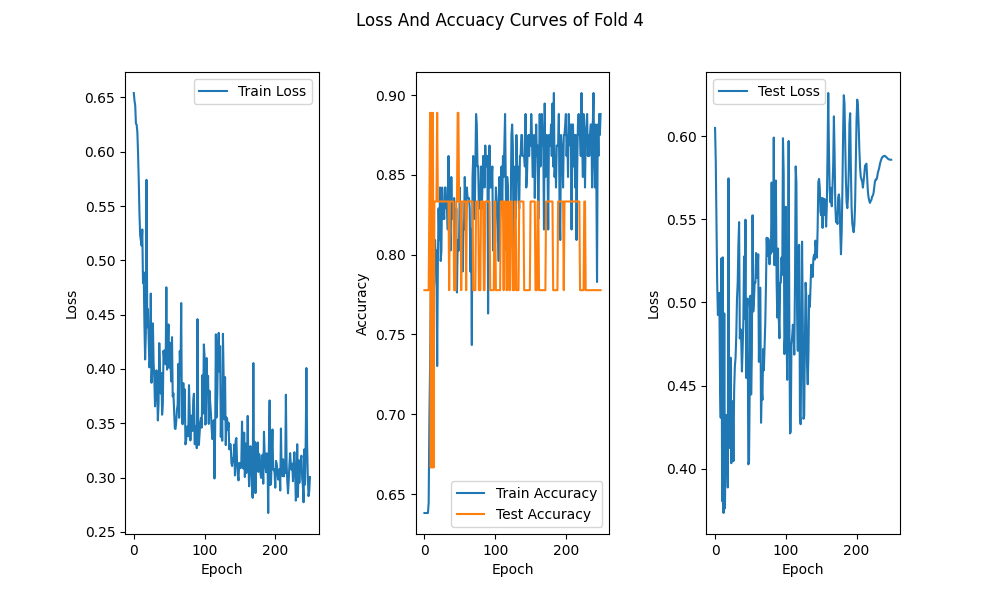 Loss And Accuacy Curves of Fold 4
Train Loss
0.65
0.60
0.55
0.50
0.45
0.40
0.35
0.30
0.25
Loss
0
100
200
Epoch
0.90
0.85
0.80
0.75
0.70
0.65
Accuracy
Train Accuracy
Test Accuracy
0
100
200
Epoch
Test Loss
0.60
0.55
0.50
0.45
0.40
Loss
0
100
200
Epoch